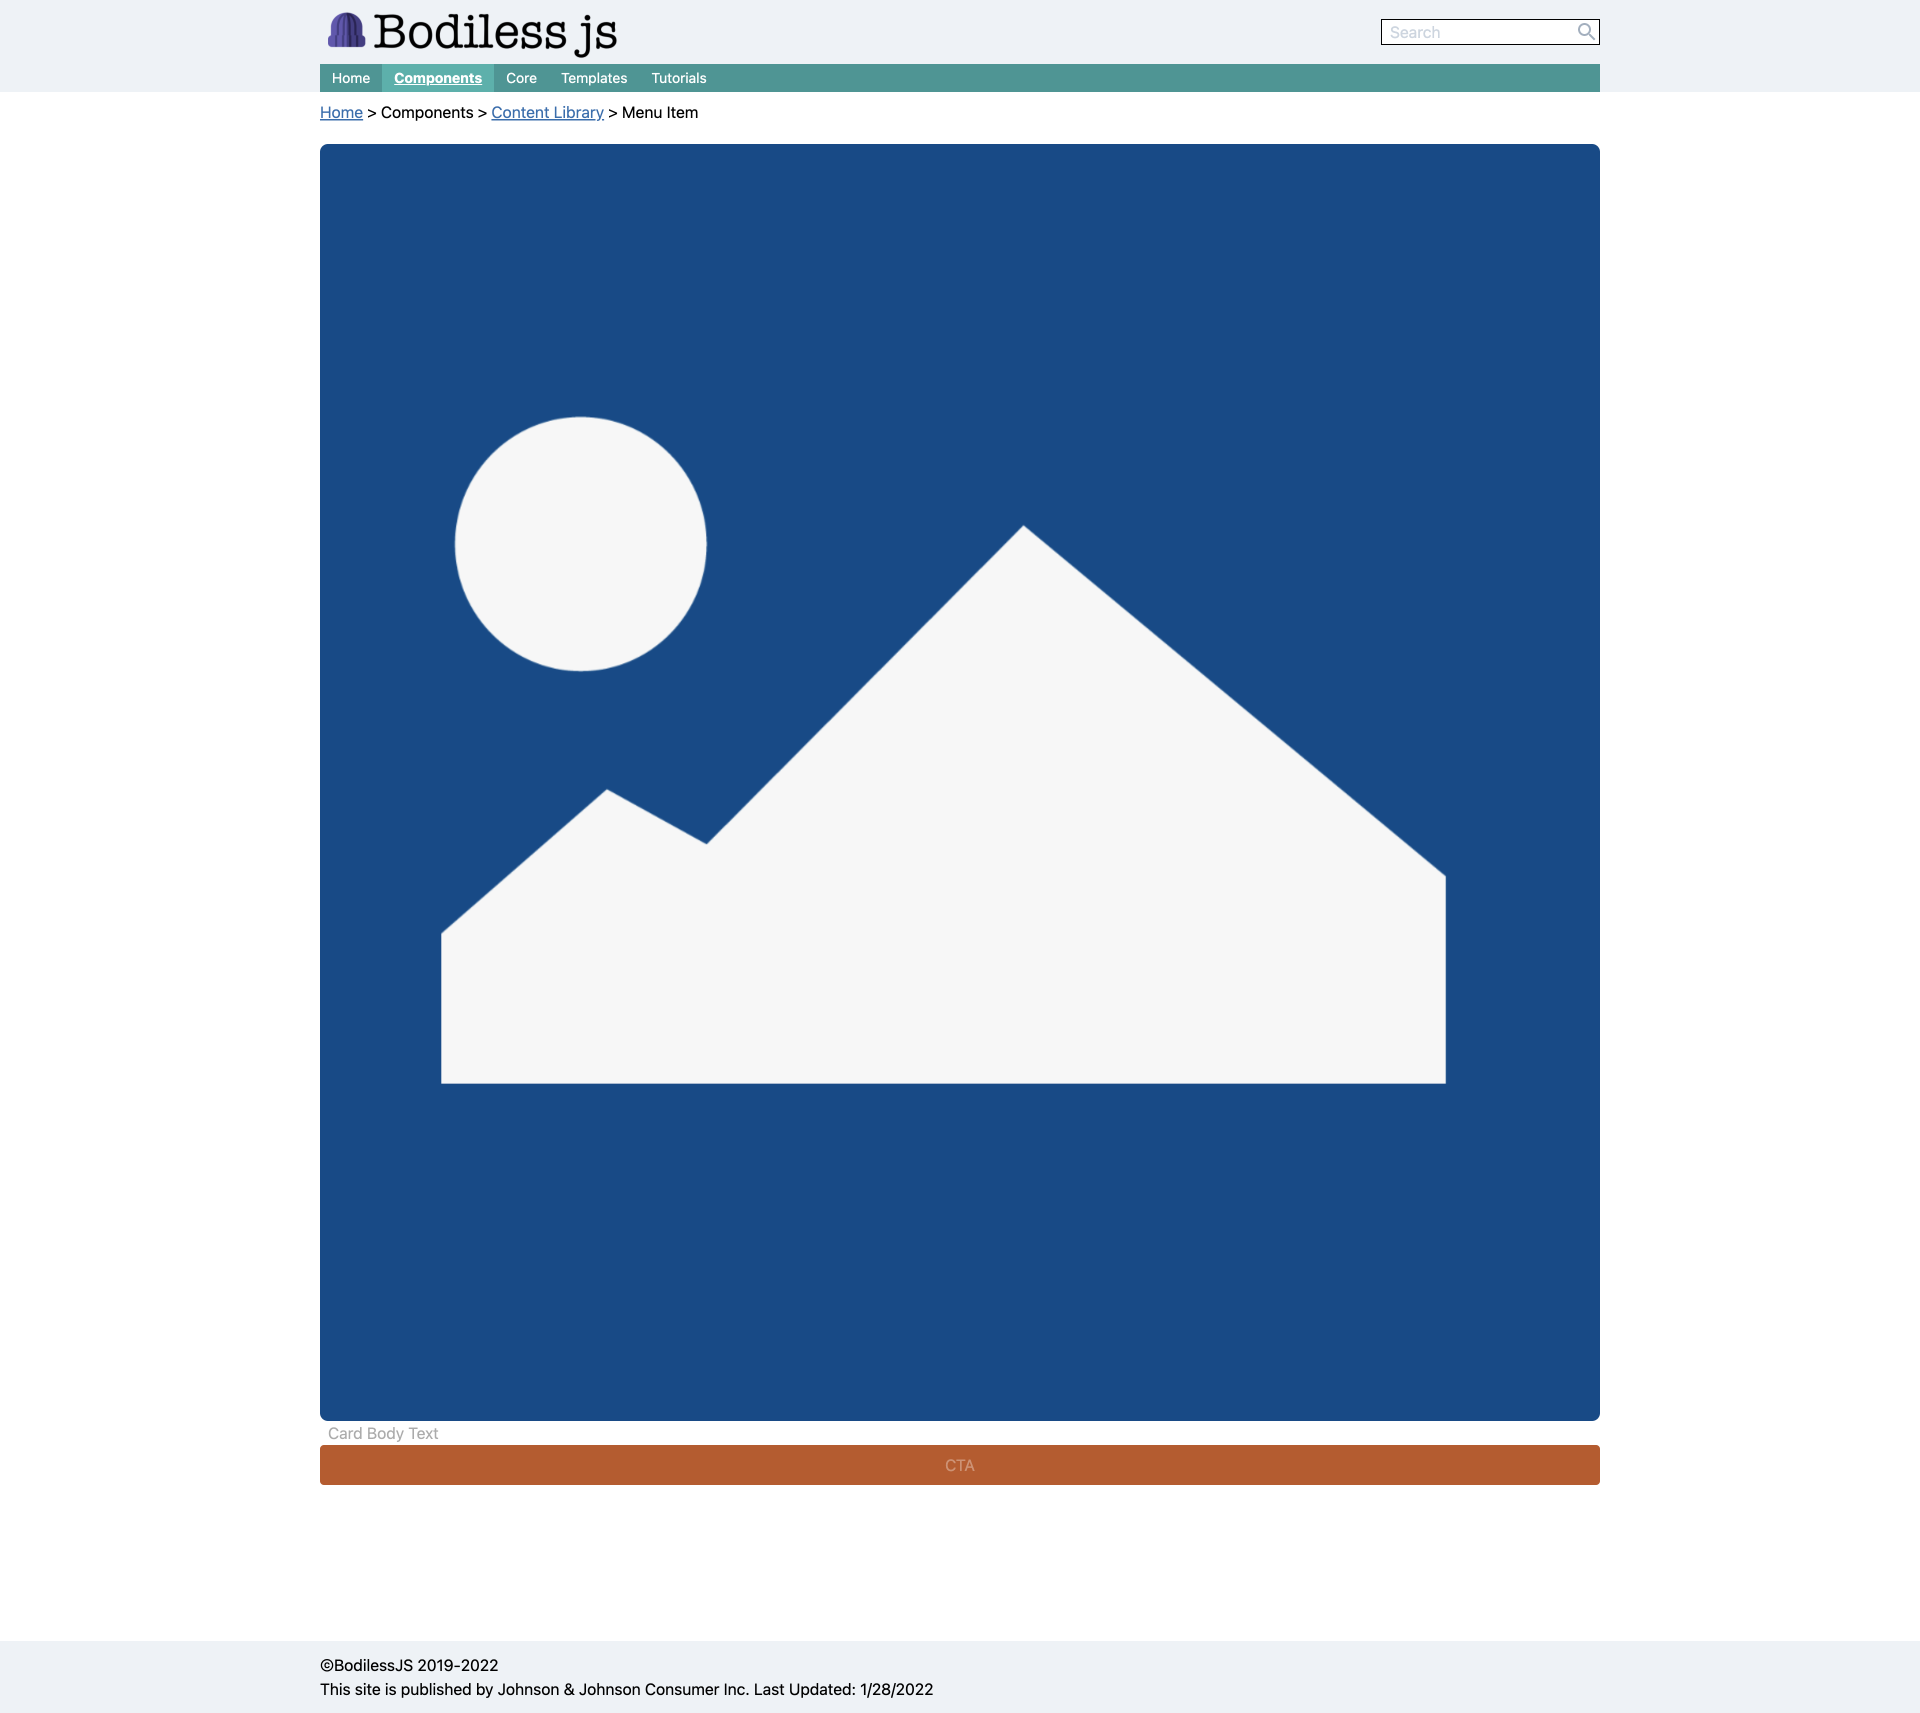 Bodiless js
Search
Home Components Core Templates Tutorials
Home > Components > Content Library > Menu Item
Card Body Text
CTA
©BodilessJS 2019-2022
This site is published by Johnson & Johnson Consumer Inc. Last Updated: 1/28/2022